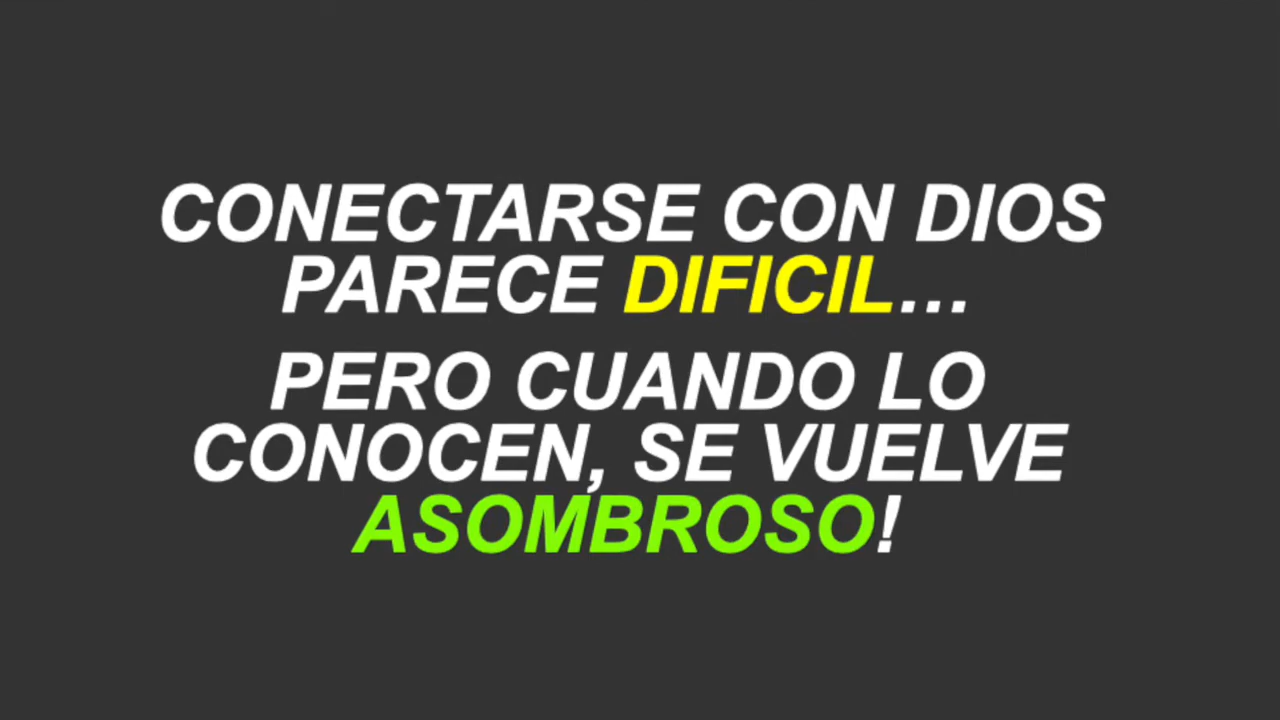 CONECTARSE CON DIOS
PARECE DIFICIL...
PERO CUANDO LO
CONOCEN, SE VUELVE
ASOMBROSO!